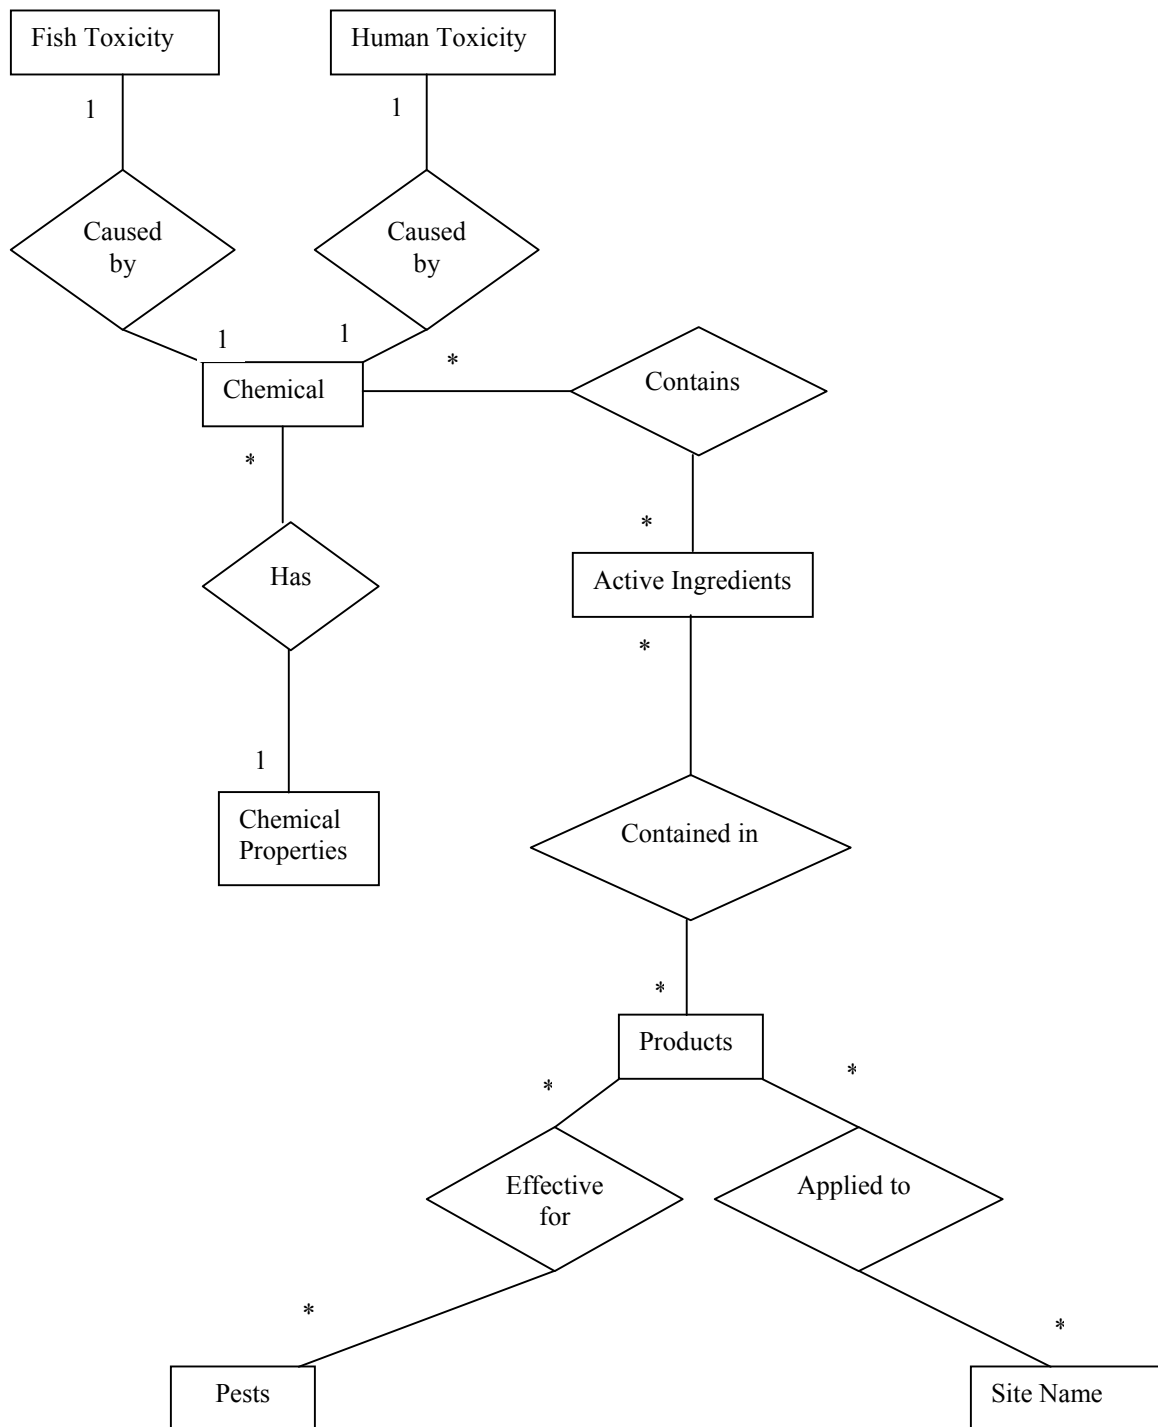 Fish Toxicity
Human Toxicity
1
1
Caused
by
Caused
by
1
1
*
Contains
Chemical
*
*
Has
Active Ingredients
*
1
Chemical
Properties
Contained in
*
Products
*
*
Effective
for
Applied to
*
*
Pests
Site Name